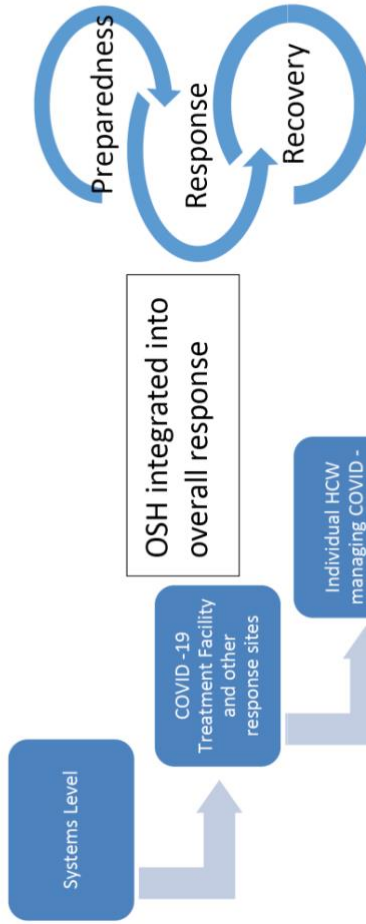 Systems Level
COVID -19
Treatment Facility
and other
response sites
Individual HCW
managing COVID -
OSH integrated into
overall response
Preparedness
Response
Recovery